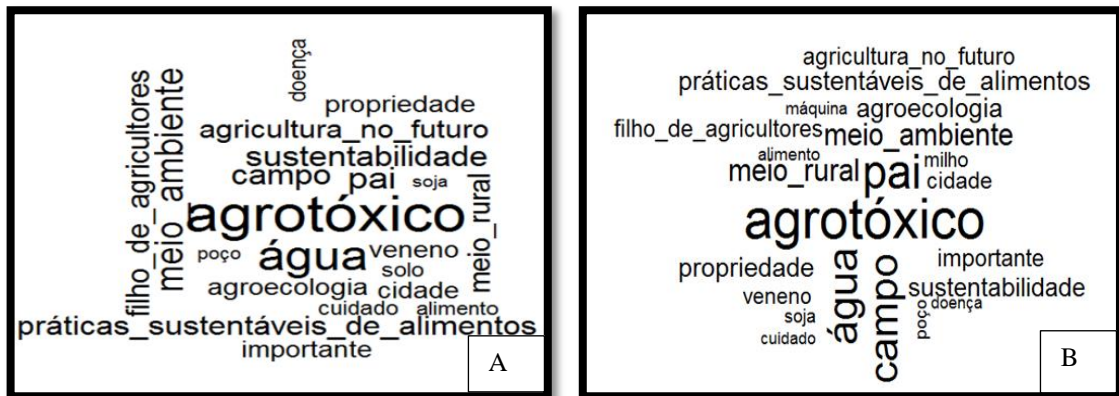 doença
filho_de_agricultores
meio_ambiente
propriedade
agricultura_no_futuro
sustentabilidade
campo
pai
soja
meio_rural
agrotóxico
poço
água
veneno
solo
agroecologia
cidade
cuidado
alimento
práticas_sustentáveis_de_alimentos
importante
A
agricultura_no_futuro
práticas_sustentáveis_de_alimentos
máquina
agroecologia
filho_de_agricultores
meio_ambiente
alimento
meio_rural
pai
milho
cidade
agrotóxico
propriedade
água
campo
importante
veneno
sustentabilidade
soja
poço
doença
cuidado
B